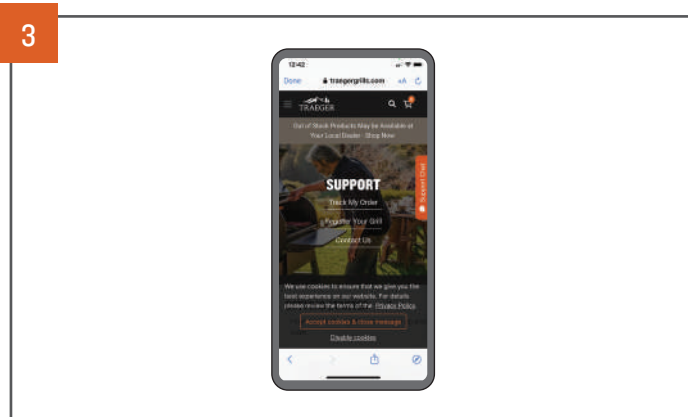 3
12:42
Done traegergrills.com AA
TRAEGER
Out of Stock Products May be Available at
Your Local Dealer - Shop Now
Support Chat
SUPPORT
Track My Order
Register Your Grill
Contact Us
We use cookies to ensure that we give you the
best experience on our website. For details
please review the terms of the Privacy Policy.
Accept cookies & close message
Disable cookies